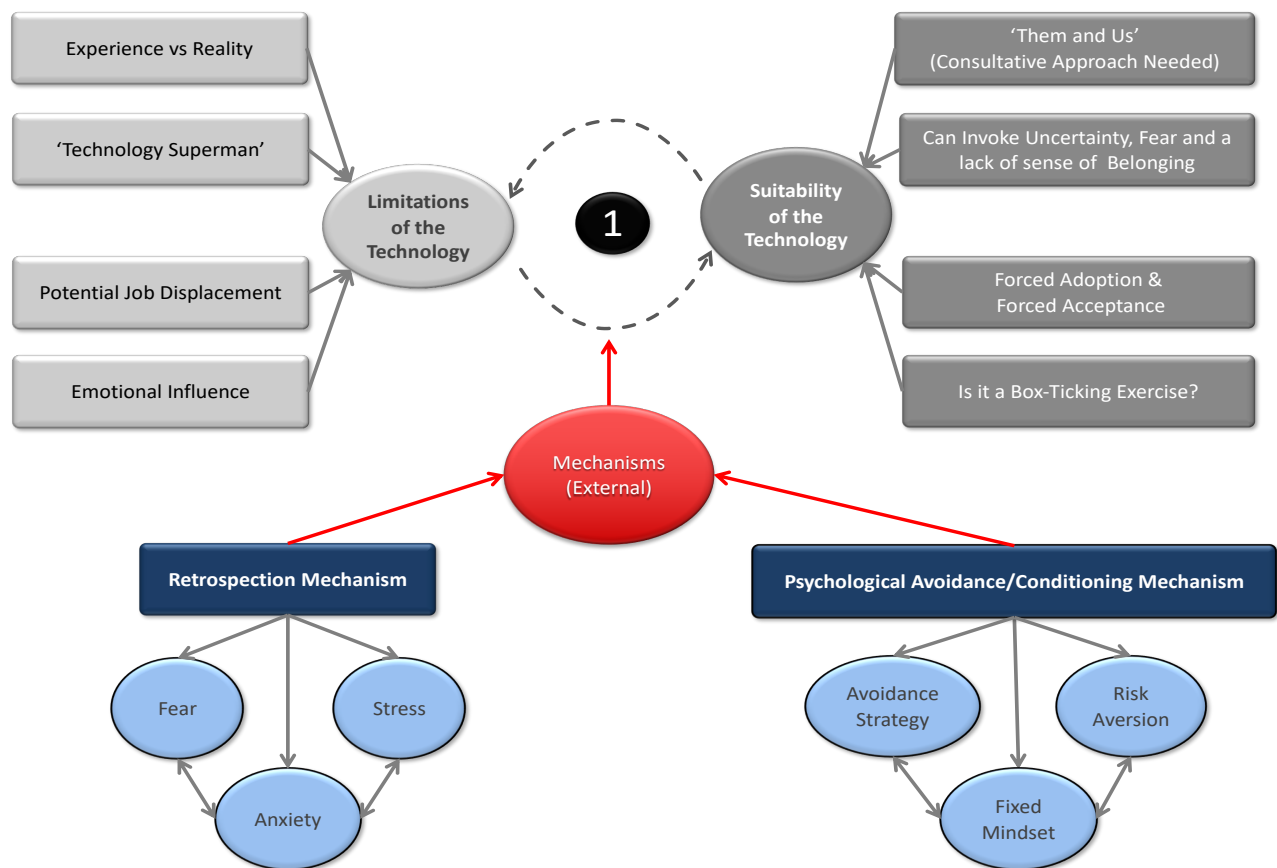 Experience vs Reality
'Technology Superman'
Potential Job Displacement
Emotional Influence
Limitations
of the
Technology
1
Suitability
of the
Technology
'Them and Us'
(Consultative Approach Needed)
Can Invoke Uncertainty, Fear and a
lack of sense of Belonging
Forced Adoption &
Forced Acceptance
Is it a Box-Ticking Exercise?
Mechanisms
(External)
Retrospection Mechanism
Fear
Stress
Anxiety
Psychological Avoidance/Conditioning Mechanism
Avoidance
Strategy
Risk
Aversion
Fixed
Mindset